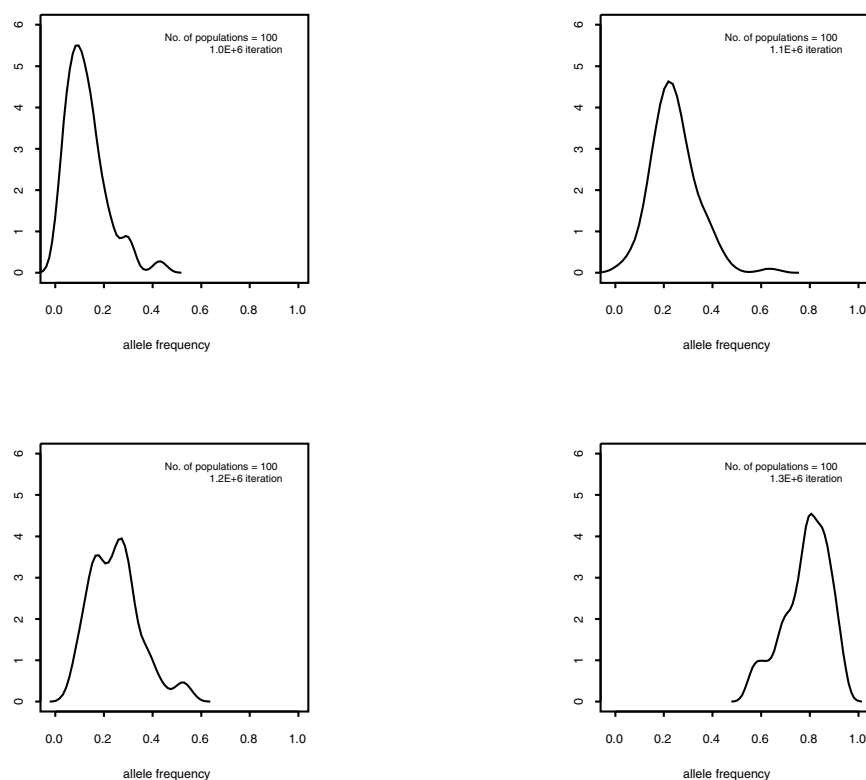 No. of populations = 100
1.0E+6 iteration
6
5
4
3
2
1
0
0.0 0.2 0.4 0.6 0.8 1.0
allele frequency
No. of populations = 100
1.1E+6 iteration
6
5
4
3
2
1
0
0.0 0.2 0.4 0.6 0.8 1.0
allele frequency
No. of populations = 100
1.2E+6 iteration
6
5
4
3
2
1
0
0.0 0.2 0.4 0.6 0.8 1.0
allele frequency
No. of populations = 100
1.3E+6 iteration
6
5
4
3
2
1
0
0.0 0.2 0.4 0.6 0.8 1.0
allele frequency